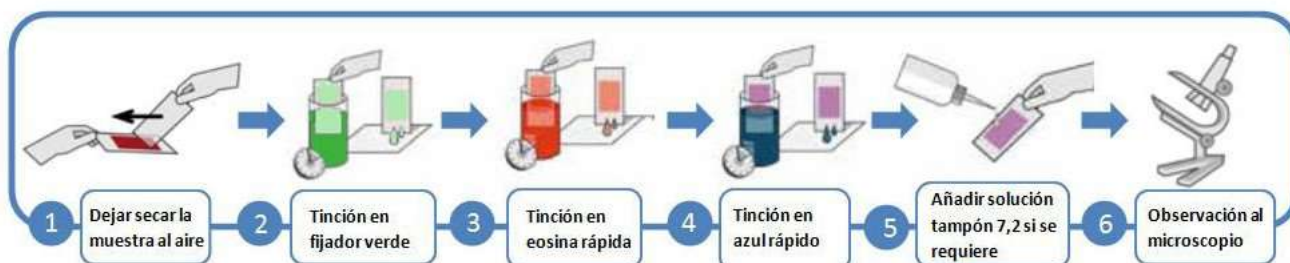 1
Dejar secar la
muestra al aire
2
Tinción en
fijador verde
3
Tinción en
eosina rápida
4
Tinción en
azul rápido
5
Añadir solución
tampón 7,2 si se
requiere
6
Observación al
microscopio